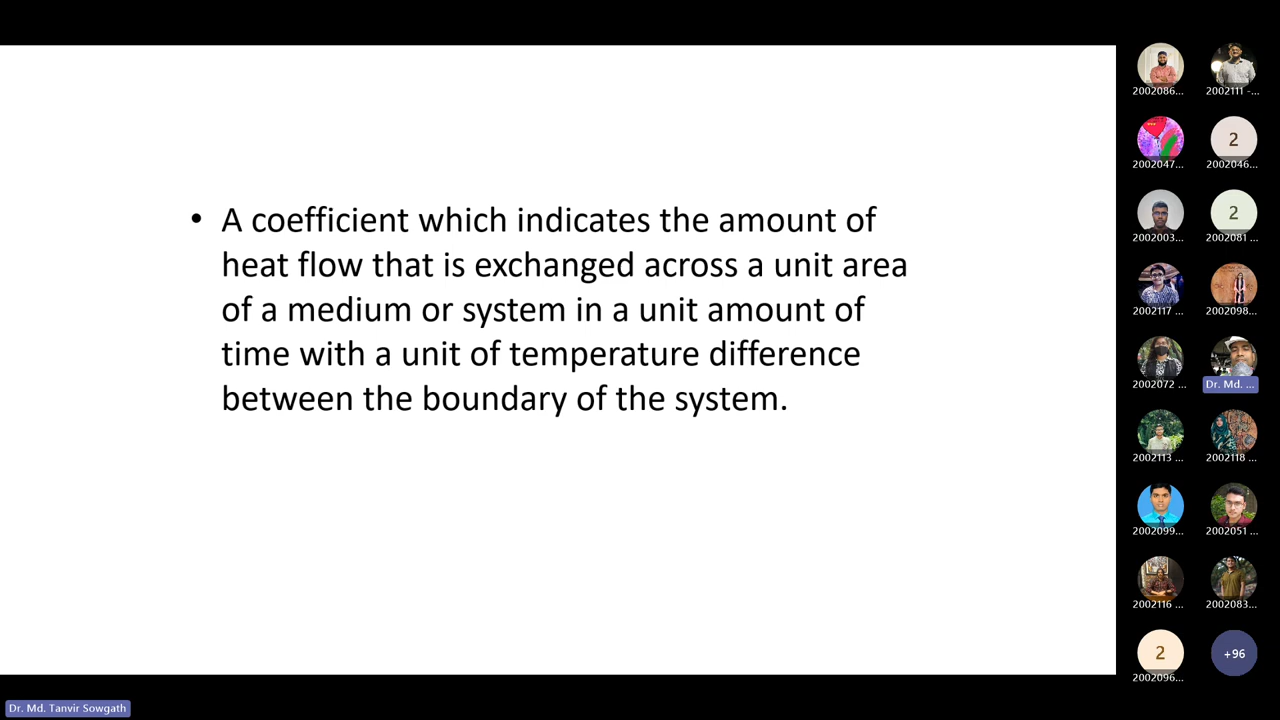 • A coefficient which indicates the amount of
heat flow that is exchanged across a unit area
of a medium or system in a unit amount of
time with a unit of temperature difference
between the boundary of the system.
2002086...
2002111 -...
2002047...
2
2002046...
2002003...
2
2002081 ...
2002117 ...
2002098...
2002072 ...
Dr. Md. ...
2002113 ...
2002118 ...
2002099...
2002051 ...
2002116 ...
2002083...
2
2002096...
+96
Dr. Md. Tanvir Sowgath